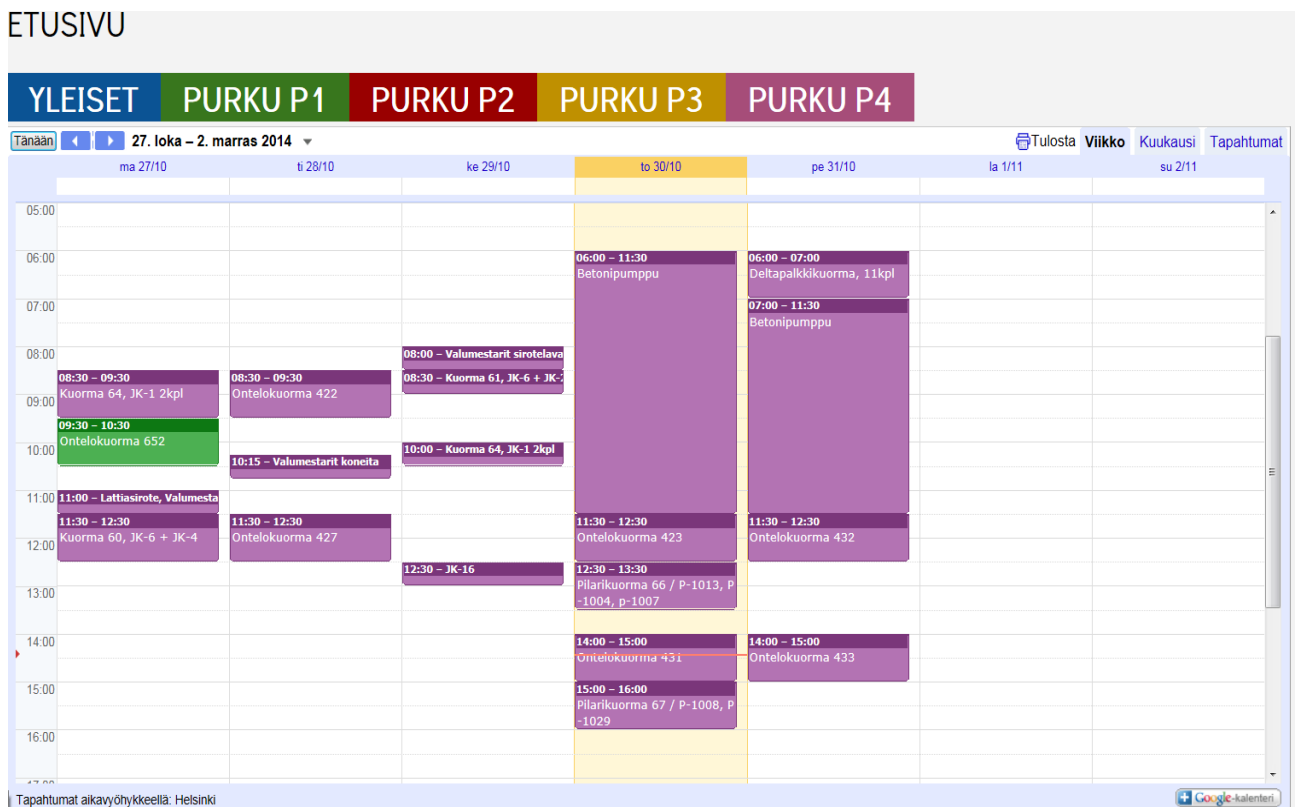 ETUSIVU
YLEISET PURKU P1 PURKU P2 PURKU P3 PURKU P4
Tänään 27. loka – 2. marras 2014 Tulosta Viikko Kuukausi Tapahtumat
ma 27/10 ti 28/10 ke 29/10 to 30/10 pe 31/10 la 1/11 su 2/11
05:00
06:00
07:00
08:00
09:00
10:00
11:00
12:00
13:00
14:00
15:00
16:00
08:30 – 09:30
Kuorma 64, JK-1 2kpl
09:30 – 10:30
Ontelokuorma 652
11:00 – Lattiasirote, Valumesta
11:30 – 12:30
Kuorma 60, JK-6 + JK-4
08:30 – 09:30
Ontelokuorma 422
10:15 – Valumestarit koneita
11:30 – 12:30
Ontelokuorma 427
08:00 – Valumestarit sirotelava
08:30 – Kuorma 61, JK-6 + JK-
10:00 – Kuorma 64, JK-1 2kpl
12:30 – JK-16
06:00 – 11:30
Betonipumppu
11:30 – 12:30
Ontelokuorma 423
12:30 – 13:30
Pilarikuorma 66 / P-1013, P
-1004, p-1007
14:00 – 15:00
Ontelokuorma 431
15:00 – 16:00
Pilarikuorma 67 / P-1008, P
-1029
06:00 – 07:00
Deltapalkkikuorma, 11kpl
07:00 – 11:30
Betonipumppu
11:30 – 12:30
Ontelokuorma 432
14:00 – 15:00
Ontelokuorma 433
Tapahtumat aikavyöhykkeellä: Helsinki
Google-kalenteri